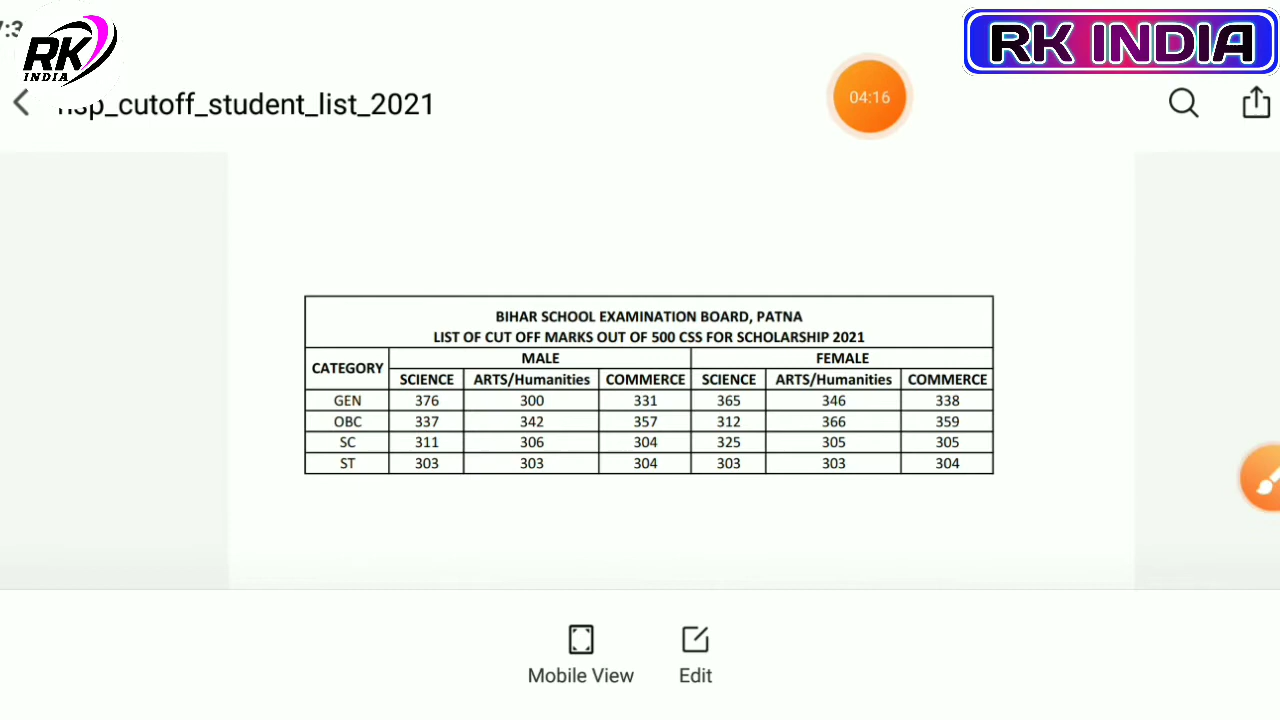 7:3
RK
INDIA
RK INDIA
04:16
nsp_cutoff_student_list_2021
BIHAR SCHOOL EXAMINATION BOARD, PATNA
LIST OF CUT OFF MARKS OUT OF 500 CSS FOR SCHOLARSHIP 2021
CATEGORY MALE FEMALE
SCIENCE ARTS/Humanities COMMERCE SCIENCE ARTS/Humanities COMMERCE
GEN 376 300 331 365 346 338
OBC 337 342 357 312 366 359
SC 311 306 304 325 305 305
ST 303 303 304 303 303 304
Mobile View Edit